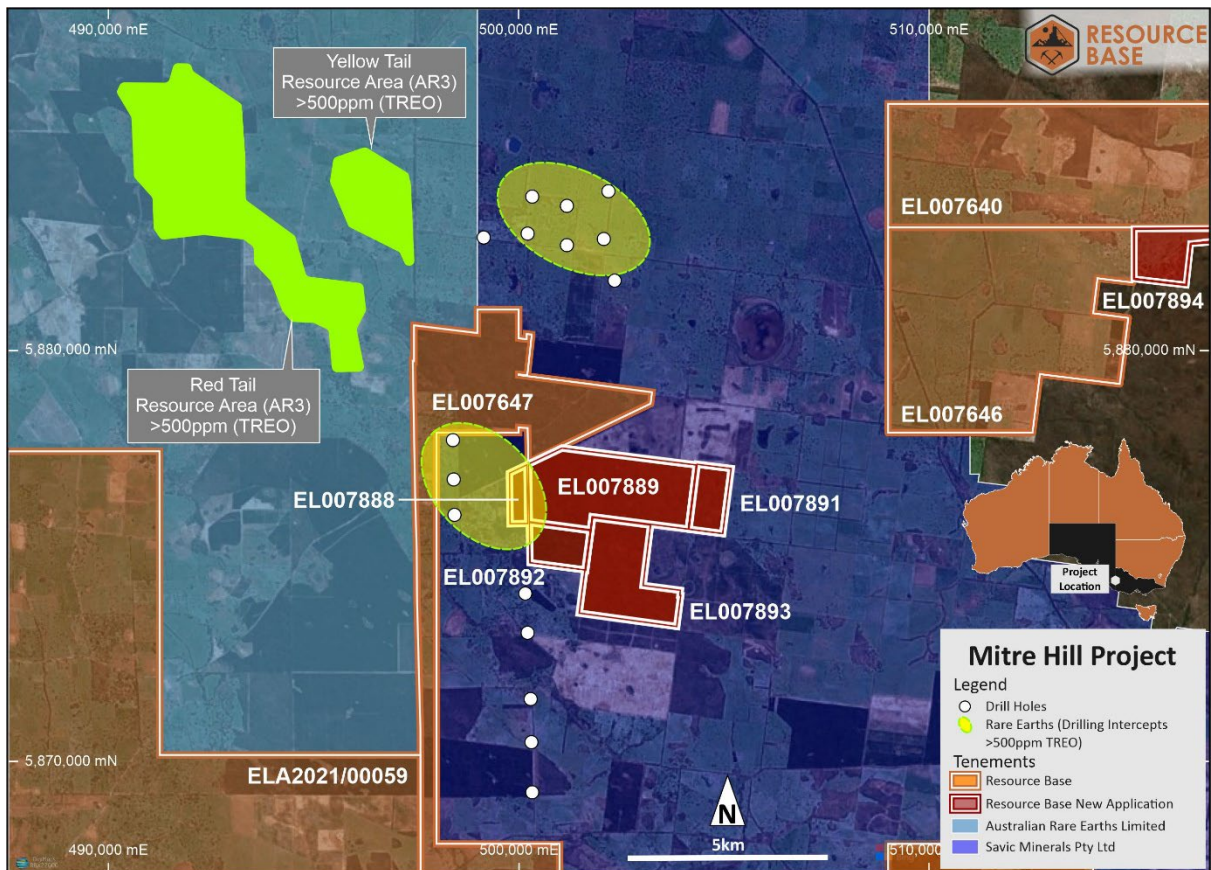 490,000 mE
500,000 mE
510,000 mE
RESOURCE
BASE
Yellow Tail
Resource Area (AR3)
>500ppm (TREO)
EL007640
EL007894
5,880,000 mN
5,880,000 mN
Red Tail
Resource Area (AR3)
>500ppm (TREO)
EL007647
EL007646
EL007888
EL007889
EL007891
EL007892
EL007893
Project
Location
Mitre Hill Project
Legend
Drill Holes
Rare Earths (Drilling Intercepts
>500ppm TREO)
Tenements
Resource Base
Resource Base New Application
Australian Rare Earths Limited
Savic Minerals Pty Ltd
5,870,000 mN
ELA2021/00059
N
5km
490,000 mE
500,000 mE
510,000 mE